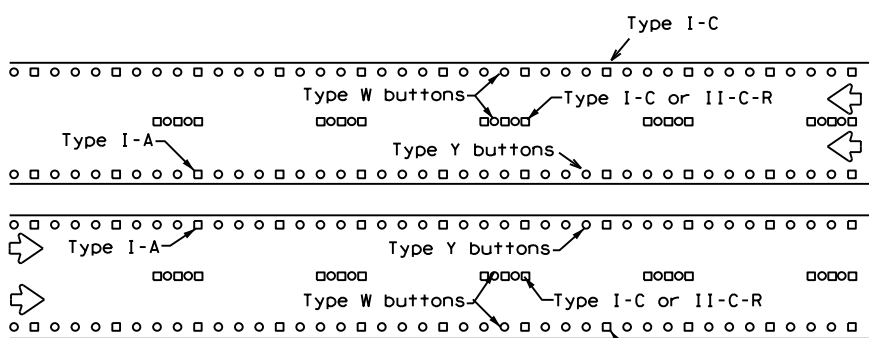 Type I-C
Type W buttons
Type I-C or II-C-R
Type I-A
Type Y buttons
Type I-A
Type Y buttons
Type W buttons
Type I-C or II-C-R